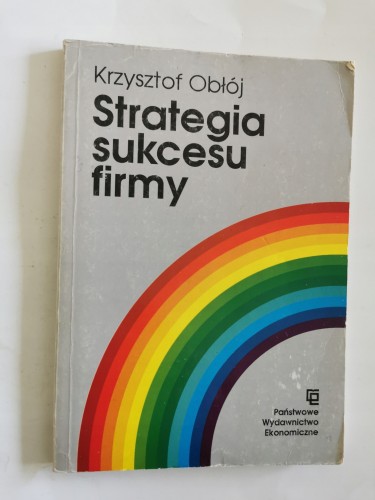 Krzysztof Obłój
Strategia
sukcesu
firmy
Państwowe
Wydawnictwo
Ekonomiczne